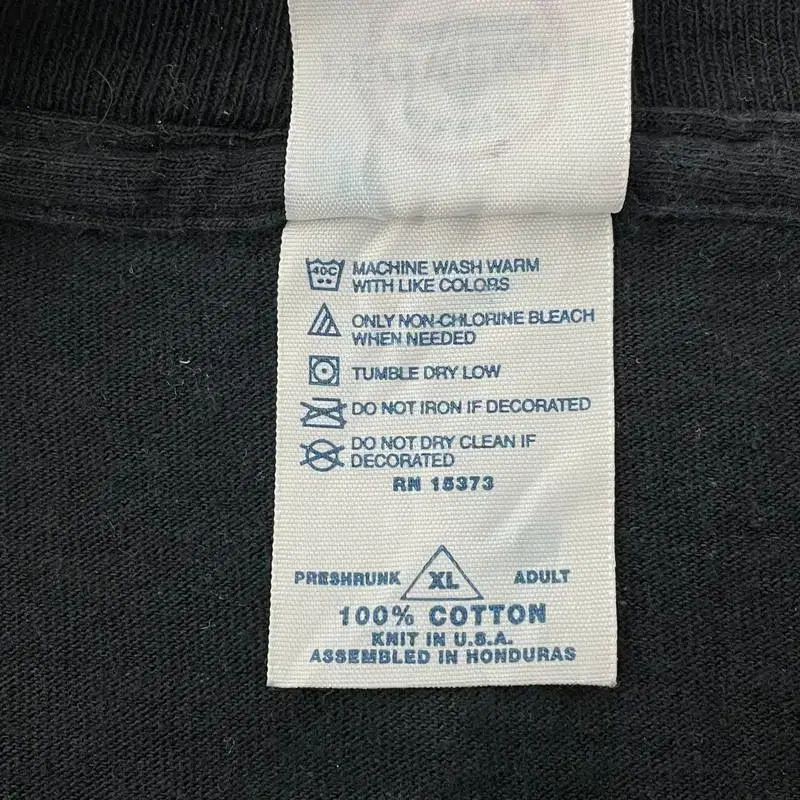 40C
MACHINE WASH WARM
WITH LIKE COLORS
ONLY NON-CHLORINE BLEACH
WHEN NEEDED
TUMBLE DRY LOW
DO NOT IRON IF DECORATED
DO NOT DRY CLEAN IF
DECORATED
RN 15373
PRESHRUNK XL ADULT
100% COTTON
KNIT IN U.S.A.
ASSEMBLED IN HONDURAS